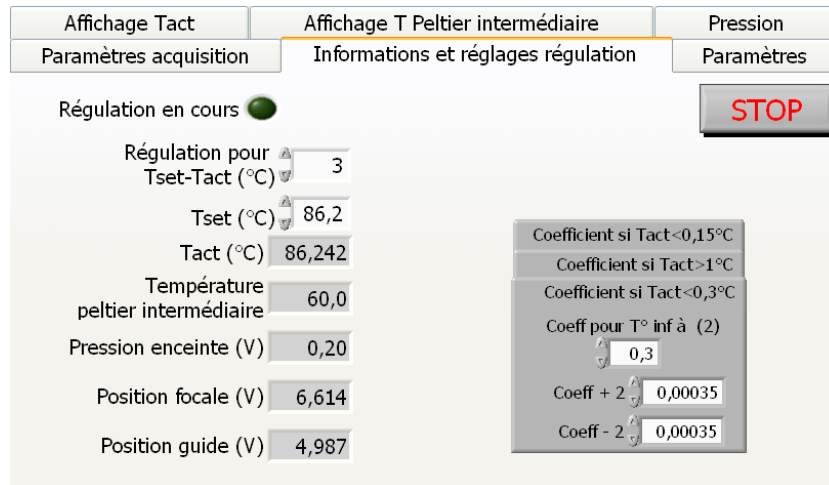 Affichage Tact
Affichage T Peltier intermédiaire
Pression
Paramètres acquisition
Informations et réglages régulation
Paramètres
Régulation en cours
STOP
Régulation pour
Tset-Tact (°C)
3
Tset (°C)
86,2
Tact (°C)
86,242
Température
peltier intermédiaire
60,0
Pression enceinte (V)
0,20
Position focale (V)
6,614
Position guide (V)
4,987
Coefficient si Tact<0,15°C
Coefficient si Tact>1°C
Coefficient si Tact<0,3°C
Coeff pour T° inf à (2)
0,3
Coeff + 2
0,00035
Coeff - 2
0,00035